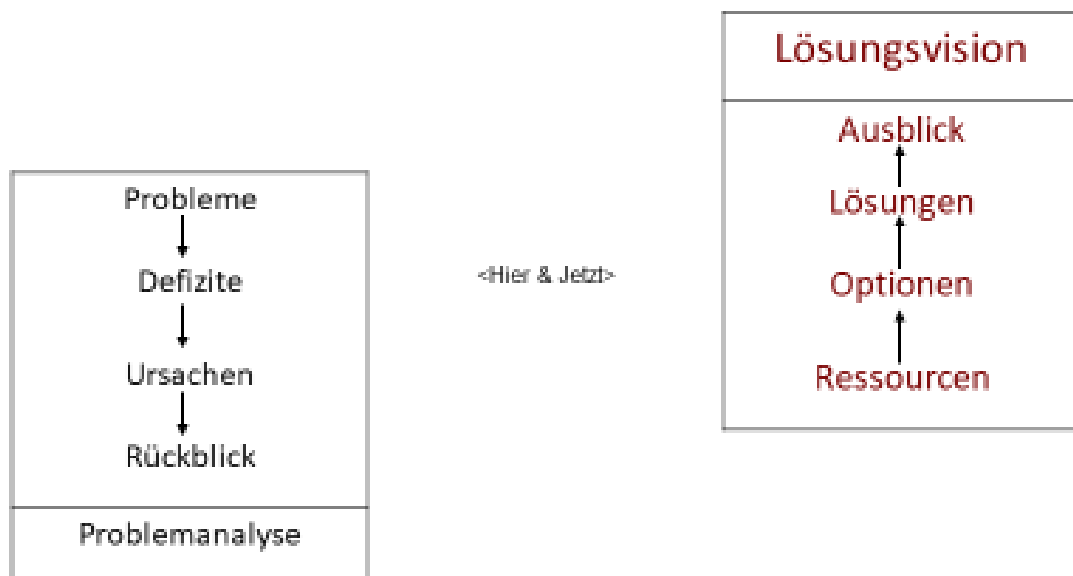 Probleme
Defizite
Ursachen
Rückblick
Problemanalyse
<Hier & Jetzt>
Lösungsvision
Ausblick
Lösungen
Optionen
Ressourcen